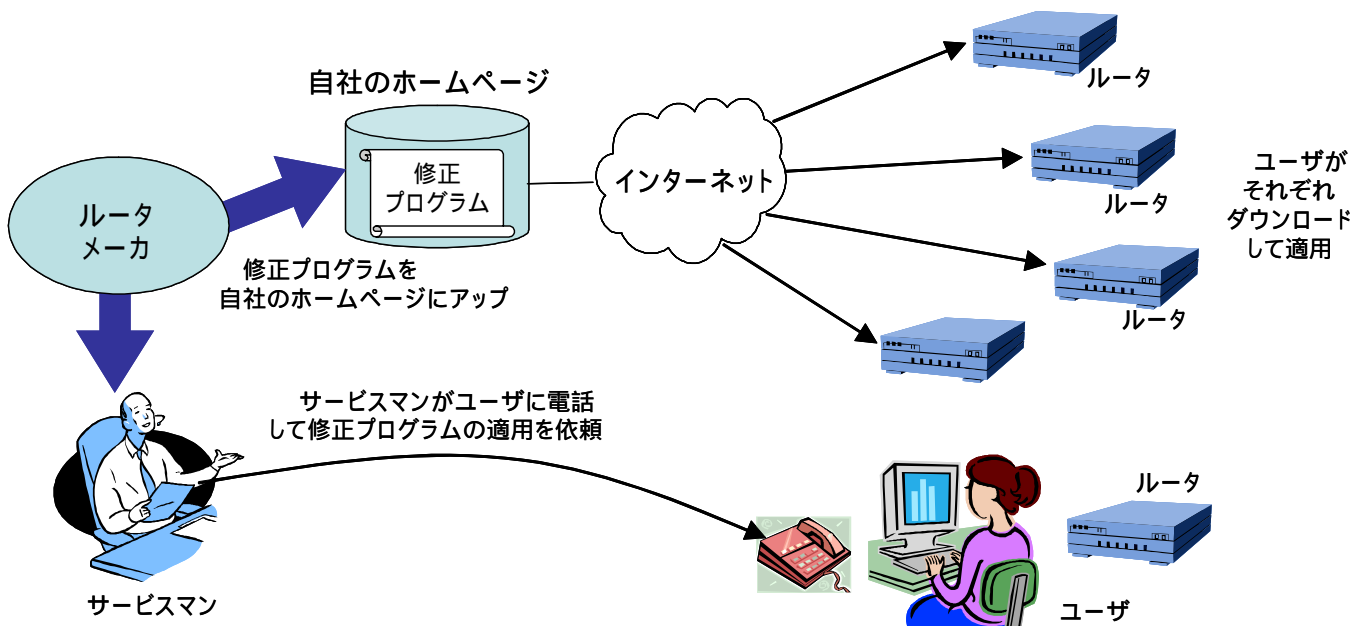 自社のホームページ
修正
プログラム
ルータ
メーカ
修正プログラムを
自社のホームページにアップ
インターネット
ルータ
ルータ
ルータ
ユーザが
それぞれ
ダウンロード
して適用
サービスマンがユーザに電話
して修正プログラムの適用を依頼
サービスマン
ルータ
ユーザ